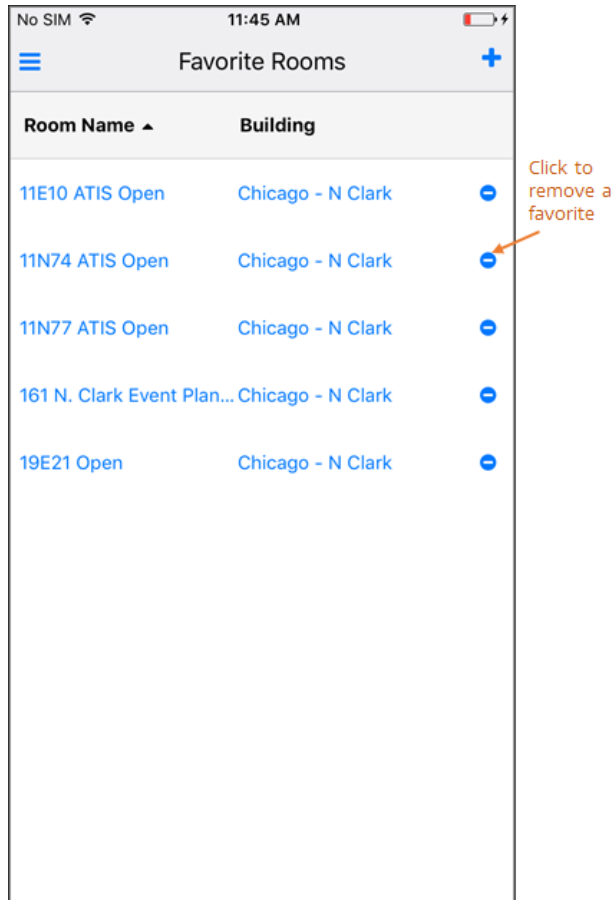 No SIM 11:45 AM
Favorite Rooms
Room Name Building
11E10 ATIS Open Chicago - N Clark
11N74 ATIS Open Chicago - N Clark
11N77 ATIS Open Chicago - N Clark
161 N. Clark Event Plan... Chicago - N Clark
19E21 Open Chicago - N Clark
Click to
remove a
favorite